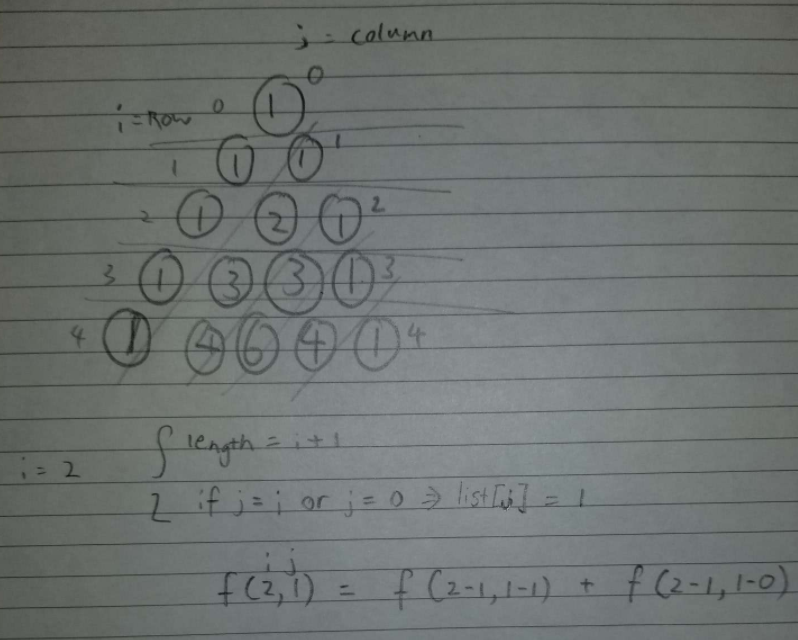 j = column
i = Row 0 1 0
1 1 1 1
2 1 2 1 2
3 1 3 3 1 3
4 1 4 6 4 1 4
length = i + 1
i = 2
if j = i or j = 0 ⇒ list[j] = 1
i j
f(2,1) = f(2-1, 1-1) + f(2-1, 1-0)